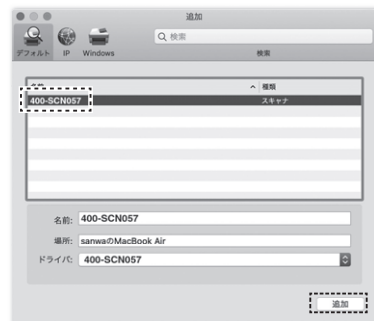 追加
検索
デフォルト IP Windows 検索
名前 種類
400-SCN057 スキャナ
名前: 400-SCN057
場所: sanwaのMacBook Air
ドライバ: 400-SCN057
追加